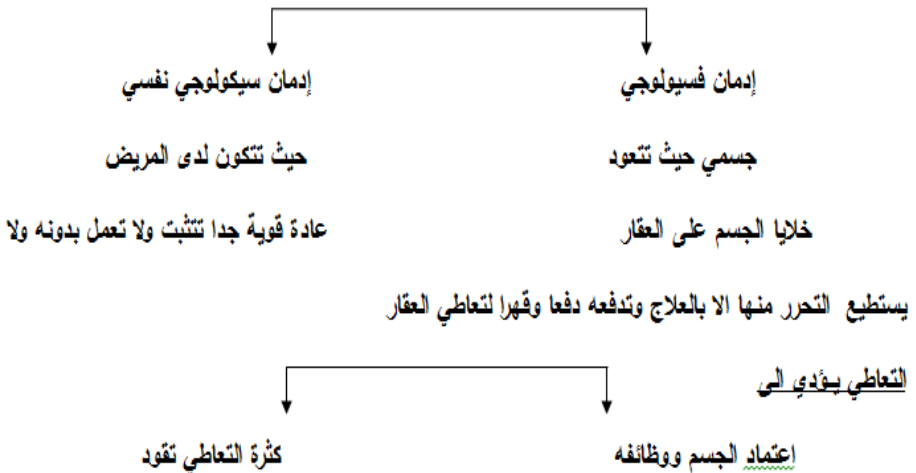 إدمان فسيولوجي إدمان سيكولوجي نفسي
جسمي حيث تتعود حيث تتكون لدى المريض
خلايا الجسم على العقار عادة قوية جدا تتثبت ولا تعمل بدونه ولا
يستطيع التحرر منها الا بالعلاج وتدفعه دفعا وقهرا لتعاطي العقار
التعاطي يؤدي الى
اعتماد الجسم ووظائفه كثرة التعاطي تقود